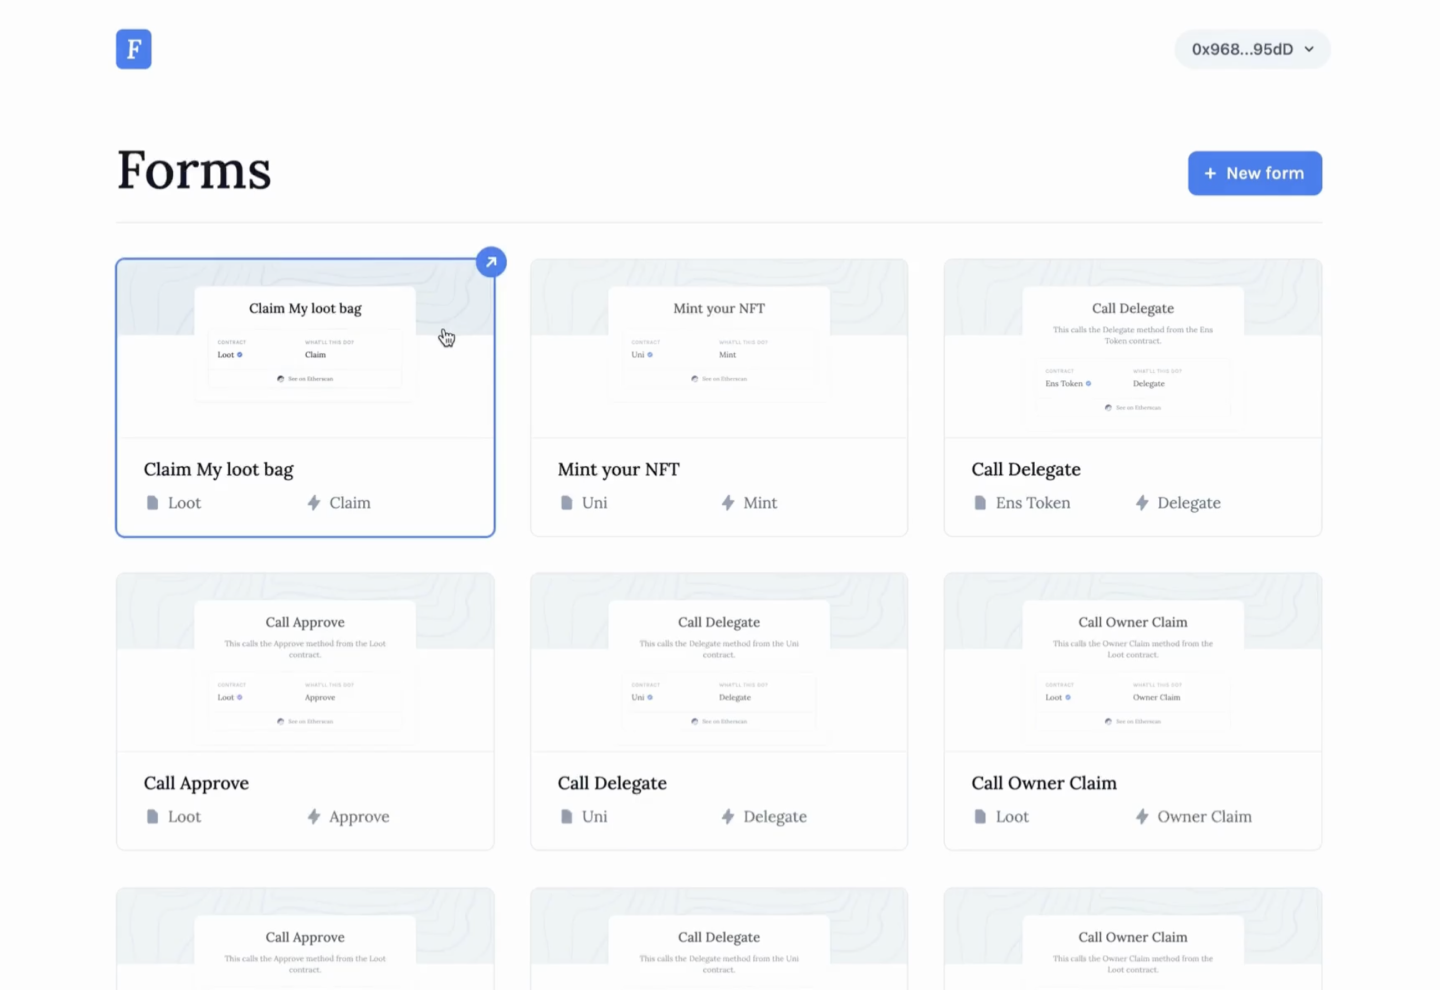 F
0x968...95dD
Forms
+ New form
Claim My loot bag
CONTRACT
WHAT'LL THIS DO?
Loot
Claim
See on Etherscan
Claim My loot bag
Loot
Claim
Mint your NFT
CONTRACT
WHAT'LL THIS DO?
Uni
Mint
See on Etherscan
Mint your NFT
Uni
Mint
Call Delegate
This calls the Delegate method from the Ens
Token contract.
CONTRACT
WHAT'LL THIS DO?
Ens Token
Delegate
See on Etherscan
Call Delegate
Ens Token
Delegate
Call Approve
This calls the Approve method from the Loot
contract.
CONTRACT
WHAT'LL THIS DO?
Loot
Approve
See on Etherscan
Call Approve
Loot
Approve
Call Delegate
This calls the Delegate method from the Uni
contract.
CONTRACT
WHAT'LL THIS DO?
Uni
Delegate
See on Etherscan
Call Delegate
Uni
Delegate
Call Owner Claim
This calls the Owner Claim method from the
Loot contract.
CONTRACT
WHAT'LL THIS DO?
Loot
Owner Claim
See on Etherscan
Call Owner Claim
Loot
Owner Claim
Call Approve
This calls the Approve method from the Loot
contract.
Call Delegate
This calls the Delegate method from the Uni
contract.
Call Owner Claim
This calls the Owner Claim method from the
Loot contract.